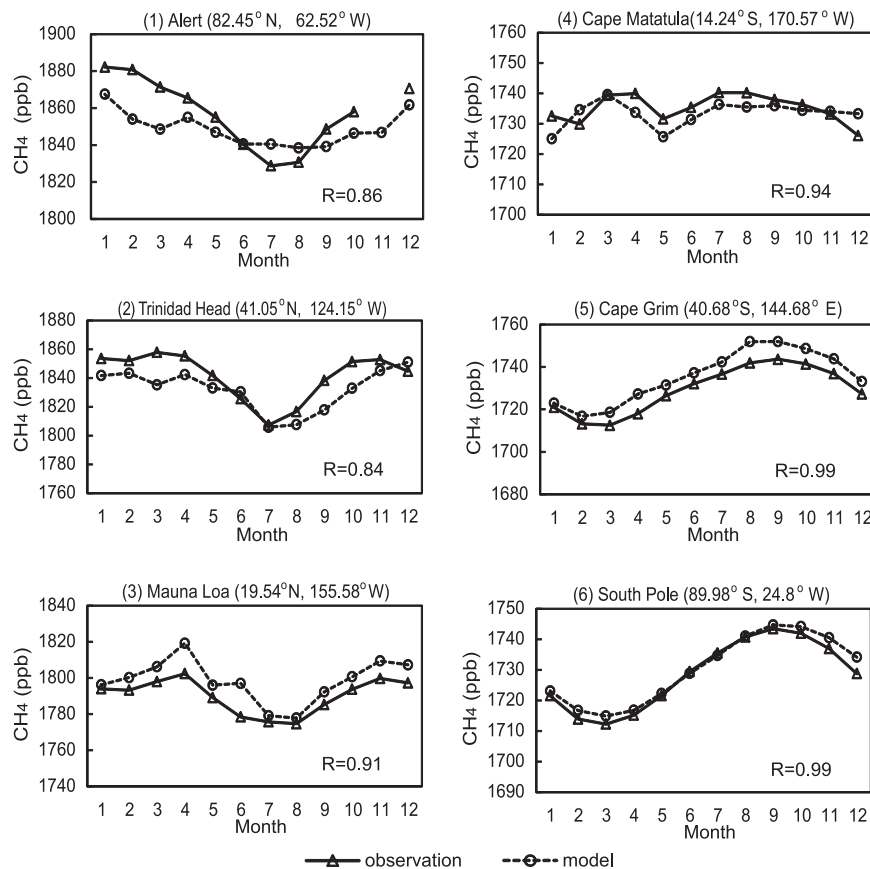 (1) Alert (82.45° N, 62.52° W)
1900
1880
1860
1840
1820
1800
CH4 (ppb)
R=0.86
1 2 3 4 5 6 7 8 9 10 11 12
Month
(2) Trinidad Head (41.05° N, 124.15° W)
1880
1860
1840
1820
1800
1780
1760
CH4 (ppb)
R=0.84
1 2 3 4 5 6 7 8 9 10 11 12
Month
(3) Mauna Loa (19.54° N, 155.58° W)
1840
1820
1800
1780
1760
1740
CH4 (ppb)
R=0.91
1 2 3 4 5 6 7 8 9 10 11 12
Month
(4) Cape Matatula(14.24° S, 170.57° W)
1760
1750
1740
1730
1720
1710
1700
CH4 (ppb)
R=0.94
1 2 3 4 5 6 7 8 9 10 11 12
Month
(5) Cape Grim (40.68° S, 144.68° E)
1760
1740
1720
1700
1680
CH4 (ppb)
R=0.99
1 2 3 4 5 6 7 8 9 10 11 12
Month
(6) South Pole (89.98° S, 24.8° W)
1750
1740
1730
1720
1710
1700
1690
CH4 (ppb)
R=0.99
1 2 3 4 5 6 7 8 9 10 11 12
Month
observation model